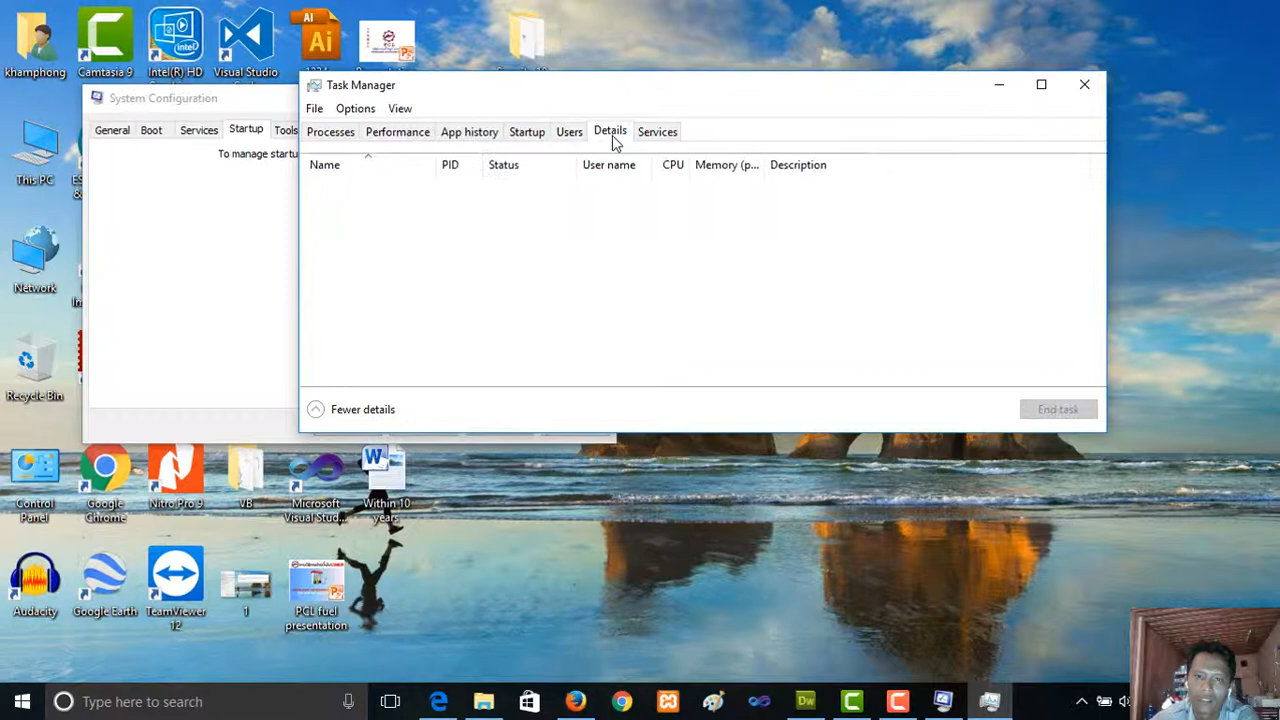 khamphong
Camtasia 9
Intel(R) HD
Visual Studio
Task Manager
File Options View
Processes Performance App history Startup Users Details Services
Name PID Status User name CPU Memory (p... Description
Fewer details
End task
System Configuration
General Boot Services Startup Tools
To manage startu
This PC
Network
Recycle Bin
Control Panel
Google Chrome
Nitro Pro 9
VB
Microsoft Visual Stud...
Within 10 years
Audacity
Google Earth
TeamViewer 12
1
PCL fuel presentation
Type here to search